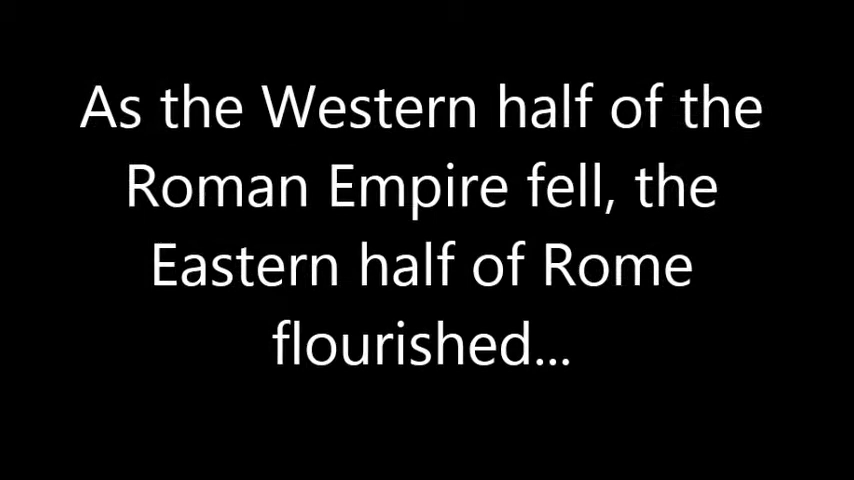 As the Western half of the
Roman Empire fell, the
Eastern half of Rome
flourished...